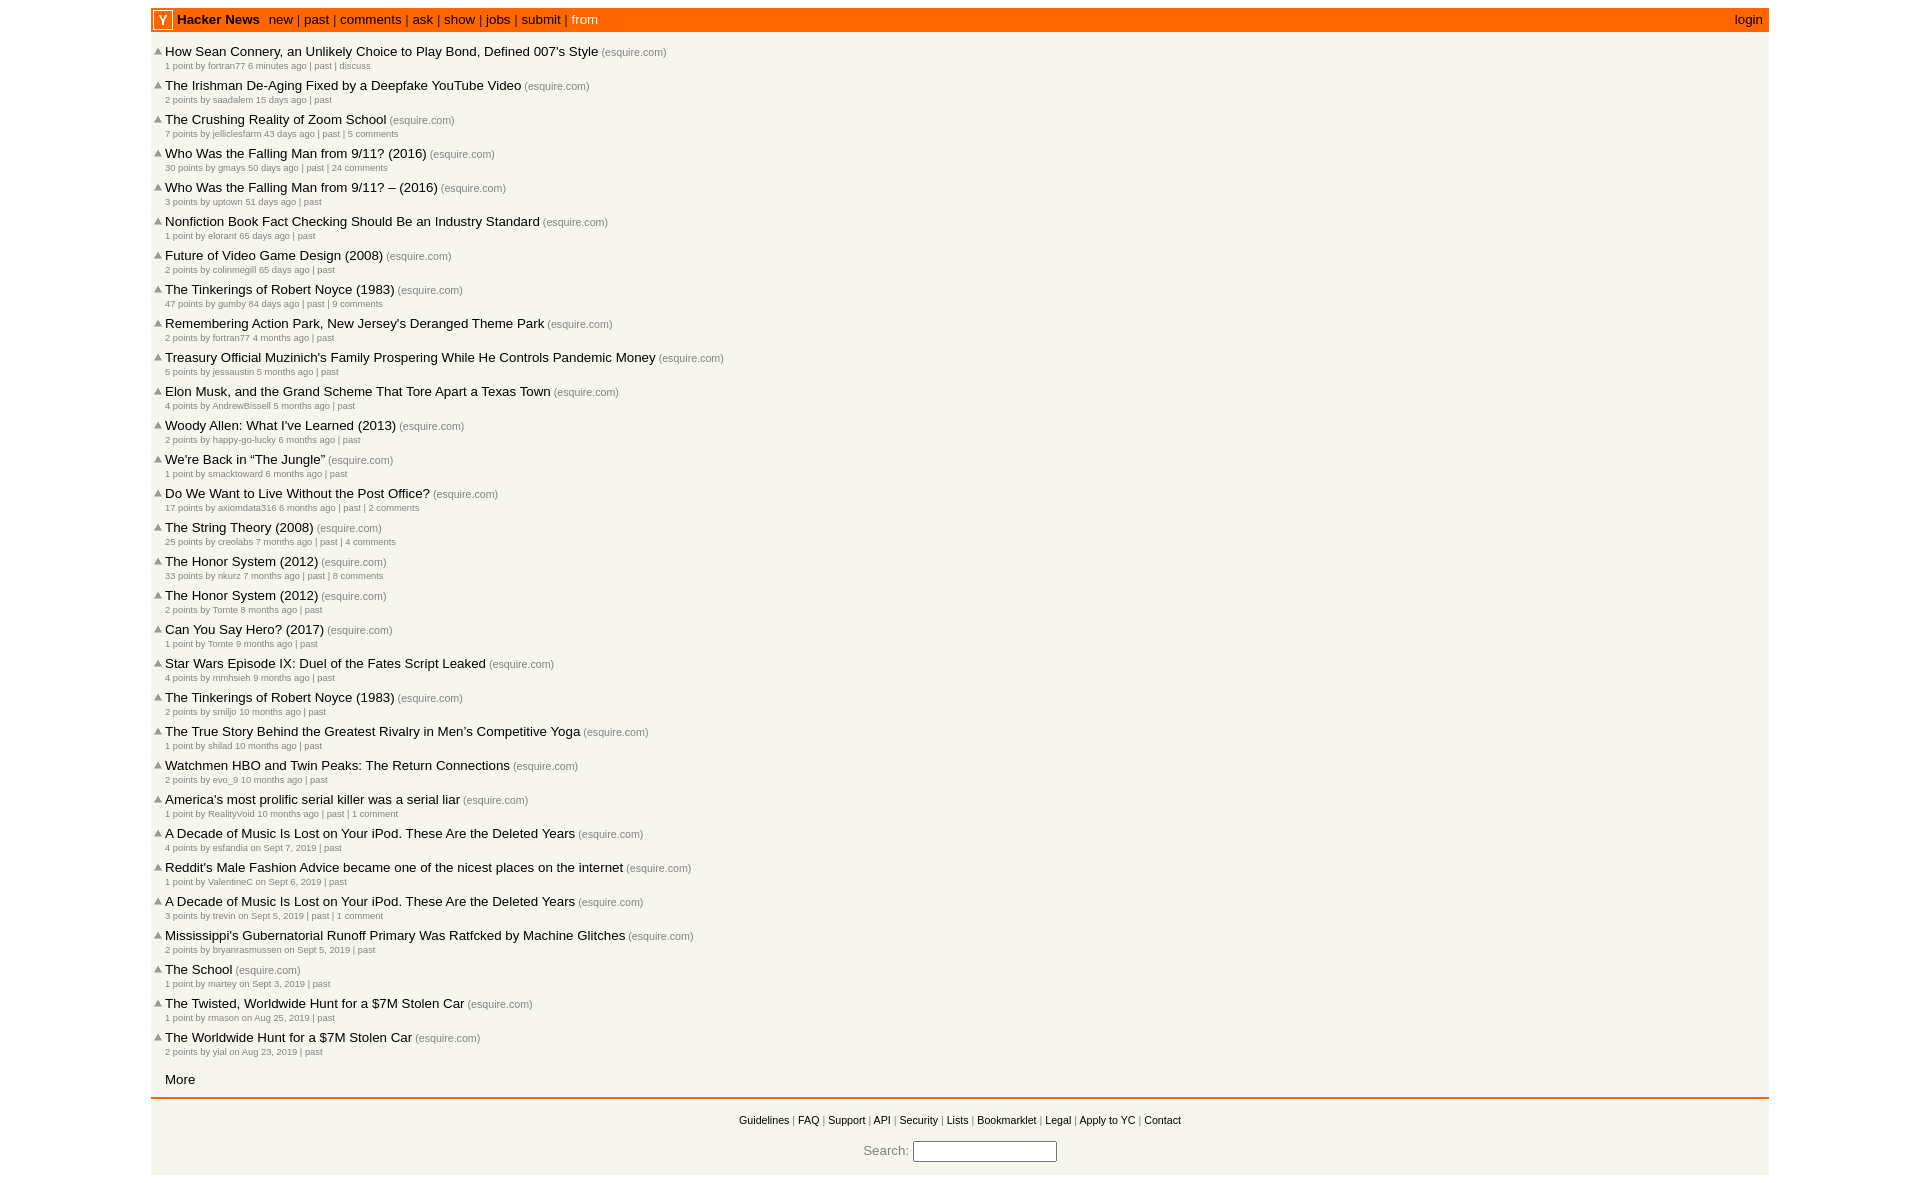 Y Hacker News new | past | comments | ask | show | jobs | submit | from login
How Sean Connery, an Unlikely Choice to Play Bond, Defined 007's Style (esquire.com)
1 point by fortran77 6 minutes ago | past | discuss
The Irishman De-Aging Fixed by a Deepfake YouTube Video (esquire.com)
2 points by saadalem 15 days ago | past
The Crushing Reality of Zoom School (esquire.com)
7 points by jelliclesfarm 43 days ago | past | 5 comments
Who Was the Falling Man from 9/11? (2016) (esquire.com)
30 points by gmays 50 days ago | past | 24 comments
Who Was the Falling Man from 9/11? – (2016) (esquire.com)
3 points by uptown 51 days ago | past
Nonfiction Book Fact Checking Should Be an Industry Standard (esquire.com)
1 point by elorant 65 days ago | past
Future of Video Game Design (2008) (esquire.com)
2 points by colinmegill 65 days ago | past
The Tinkerings of Robert Noyce (1983) (esquire.com)
47 points by gumby 84 days ago | past | 9 comments
Remembering Action Park, New Jersey's Deranged Theme Park (esquire.com)
2 points by fortran77 4 months ago | past
Treasury Official Muzinich's Family Prospering While He Controls Pandemic Money (esquire.com)
5 points by jessaustin 5 months ago | past
Elon Musk, and the Grand Scheme That Tore Apart a Texas Town (esquire.com)
4 points by AndrewBissell 5 months ago | past
Woody Allen: What I've Learned (2013) (esquire.com)
2 points by happy-go-lucky 6 months ago | past
We're Back in “The Jungle” (esquire.com)
1 point by smacktoward 6 months ago | past
Do We Want to Live Without the Post Office? (esquire.com)
17 points by axiomdata316 6 months ago | past | 2 comments
The String Theory (2008) (esquire.com)
25 points by creolabs 7 months ago | past | 4 comments
The Honor System (2012) (esquire.com)
33 points by nkurz 7 months ago | past | 8 comments
The Honor System (2012) (esquire.com)
2 points by Tomte 8 months ago | past
Can You Say Hero? (2017) (esquire.com)
1 point by Tomte 9 months ago | past
Star Wars Episode IX: Duel of the Fates Script Leaked (esquire.com)
4 points by mmhsieh 9 months ago | past
The Tinkerings of Robert Noyce (1983) (esquire.com)
2 points by smiljo 10 months ago | past
The True Story Behind the Greatest Rivalry in Men’s Competitive Yoga (esquire.com)
1 point by shilad 10 months ago | past
Watchmen HBO and Twin Peaks: The Return Connections (esquire.com)
2 points by evo_9 10 months ago | past
America's most prolific serial killer was a serial liar (esquire.com)
1 point by RealityVoid 10 months ago | past | 1 comment
A Decade of Music Is Lost on Your iPod. These Are the Deleted Years (esquire.com)
4 points by esfandia on Sept 7, 2019 | past
Reddit's Male Fashion Advice became one of the nicest places on the internet (esquire.com)
1 point by ValentineC on Sept 6, 2019 | past
A Decade of Music Is Lost on Your iPod. These Are the Deleted Years (esquire.com)
3 points by trevin on Sept 5, 2019 | past | 1 comment
Mississippi's Gubernatorial Runoff Primary Was Ratfcked by Machine Glitches (esquire.com)
2 points by bryanrasmussen on Sept 5, 2019 | past
The School (esquire.com)
1 point by martey on Sept 3, 2019 | past
The Twisted, Worldwide Hunt for a $7M Stolen Car (esquire.com)
1 point by rmason on Aug 25, 2019 | past
The Worldwide Hunt for a $7M Stolen Car (esquire.com)
2 points by yial on Aug 23, 2019 | past
More
Guidelines | FAQ | Support | API | Security | Lists | Bookmarklet | Legal | Apply to YC | Contact
Search: